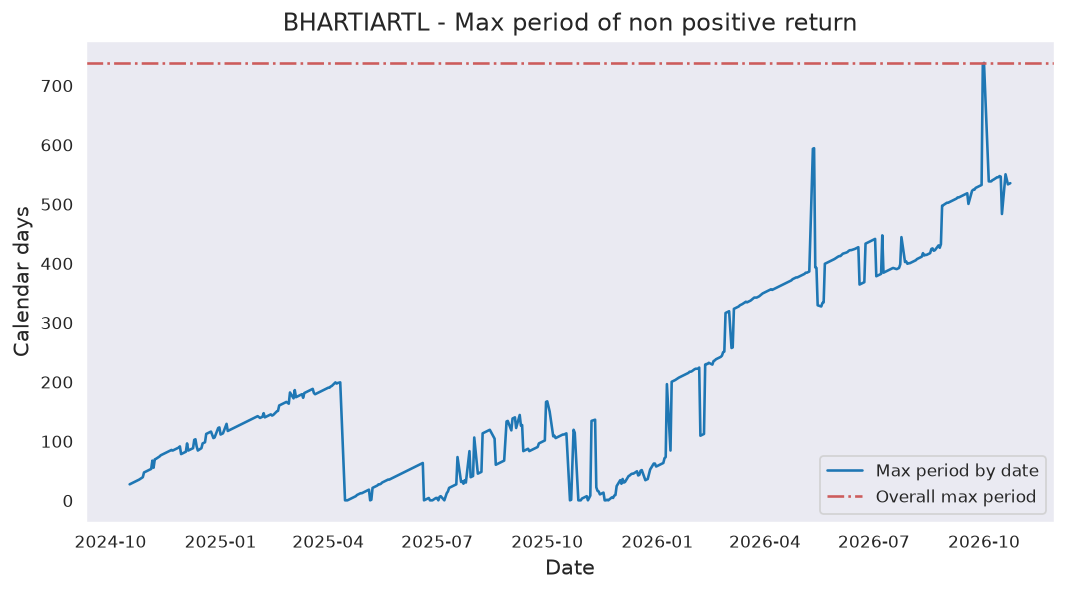 BHARTIARTL - Max period of non positive return
Calendar days
700
600
500
400
300
200
100
0
2024-10 2025-01 2025-04 2025-07 2025-10 2026-01 2026-04 2026-07 2026-10
Date
Max period by date
Overall max period